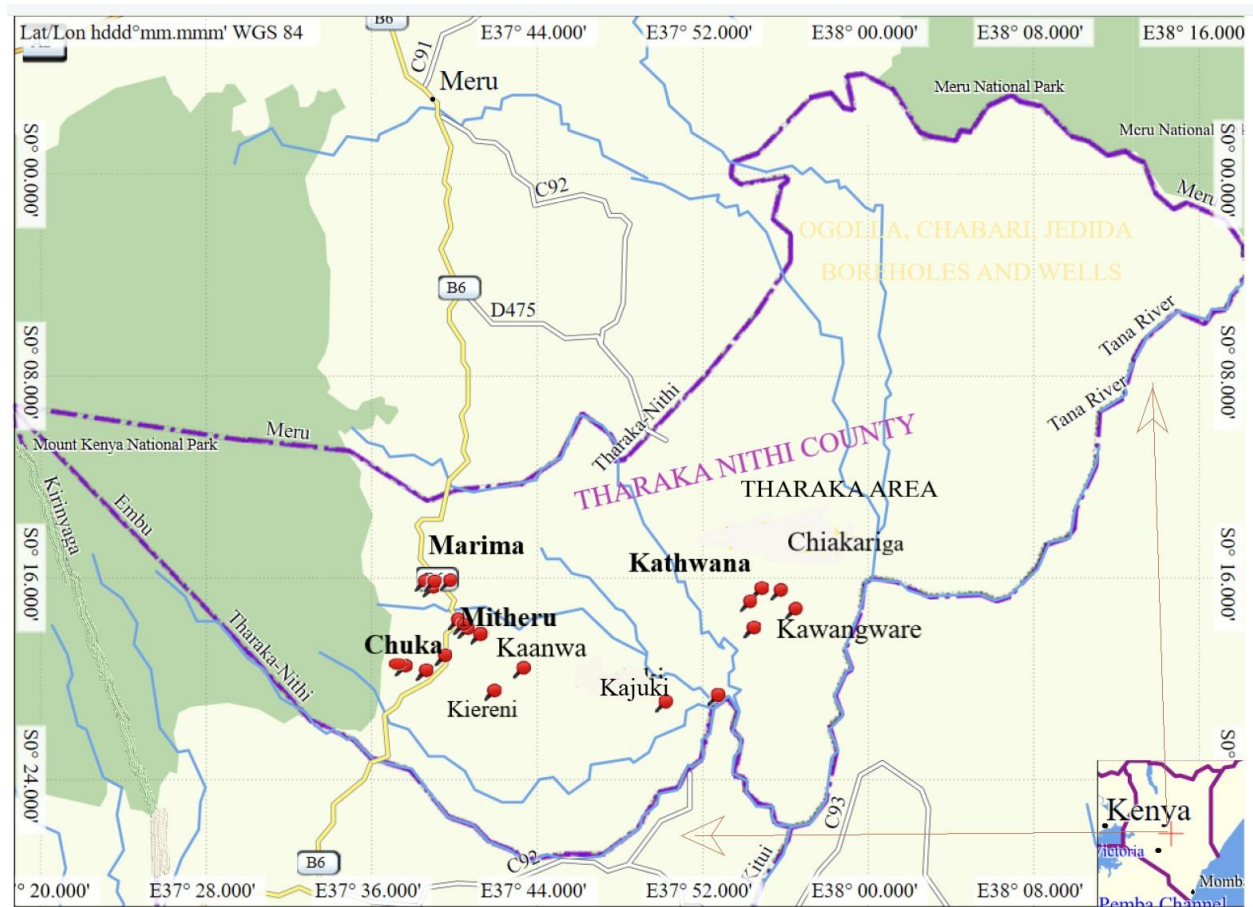 Lat/Lon hddd°mm.mmm' WGS 84
B6
E37° 44.000'
E37° 52.000'
E38° 00.000'
E38° 08.000'
E38° 16.000'
C91
Meru
Meru National Park
Meru National
S0° 00.000'
S0° 00.000'
C92
Meru
OGOLLA, CHABARI, JEDIDA
BOREHOLES AND WELLS
B6
D475
Tana River
S0° 08.000'
S0° 08.000'
Tana River
Tharaka-Nithi
Meru
Mount Kenya National Park
THARAKA NITHI COUNTY
THARAKA AREA
Kirinyaga
Embu
S0° 16.000'
S0° 16.000'
Marima
Chiakariga
Kathwana
Mitheru
Kawangware
Chuka
Kaanwa
Tharaka-Nithi
Kajuki
Kiereni
S0° 24.000'
S0°
C93
Kenya
Victoria
B6
C92
Kitui
Momb
° 20.000'
E37° 28.000'
E37° 36.000'
E37° 44.000'
E37° 52.000'
E38° 00.000'
E38° 08.000'
Pemba Channel